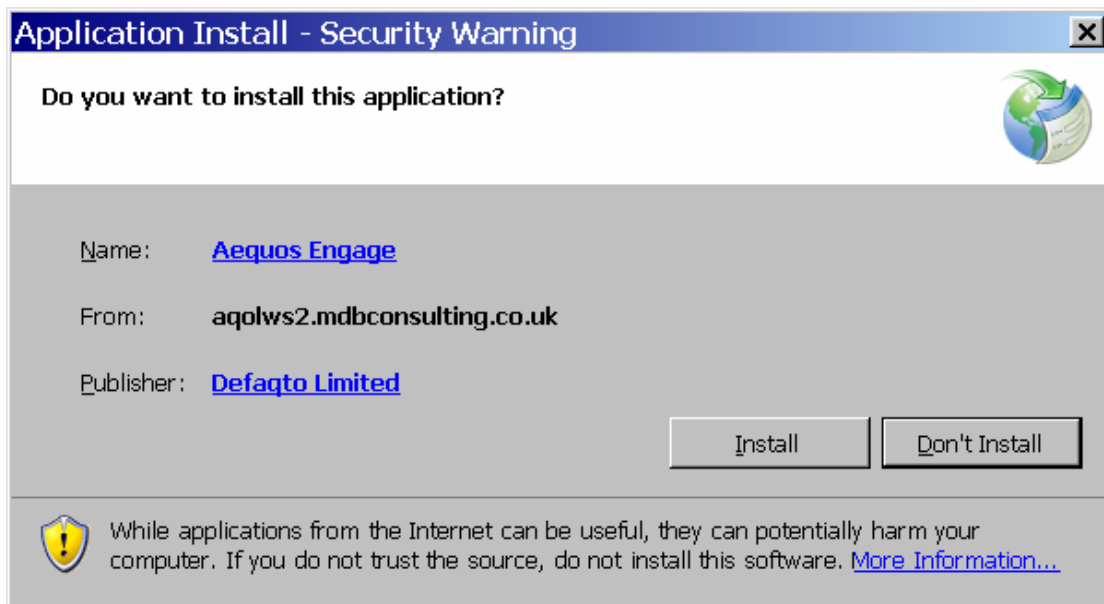 Application Install - Security Warning
Do you want to install this application?
Name: Aequos Engage
From: aqolws2.mdbconsulting.co.uk
Publisher: Defaqto Limited
Install Don't Install
While applications from the Internet can be useful, they can potentially harm your
computer. If you do not trust the source, do not install this software. More Information...